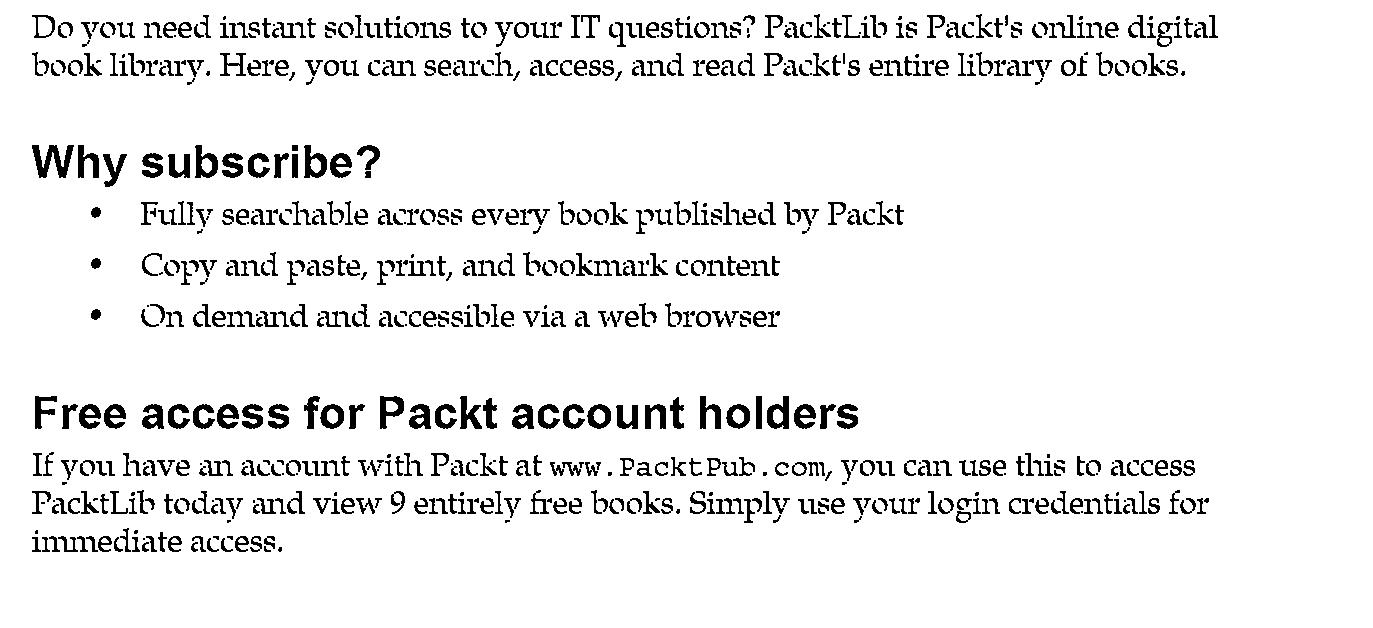 Do you need instant solutions to your IT questions? PacktLib is Packt's online digital
book library. Here, you can search, access, and read Packt's entire library of books.
Why subscribe?
• Fully searchable across every book published by Packt
• Copy and paste, print, and bookmark content
• On demand and accessible via a web browser
Free access for Packt account holders
If you have an account with Packt at www.PacktPub.com, you can use this to access
PacktLib today and view 9 entirely free books. Simply use your login credentials for
immediate access.